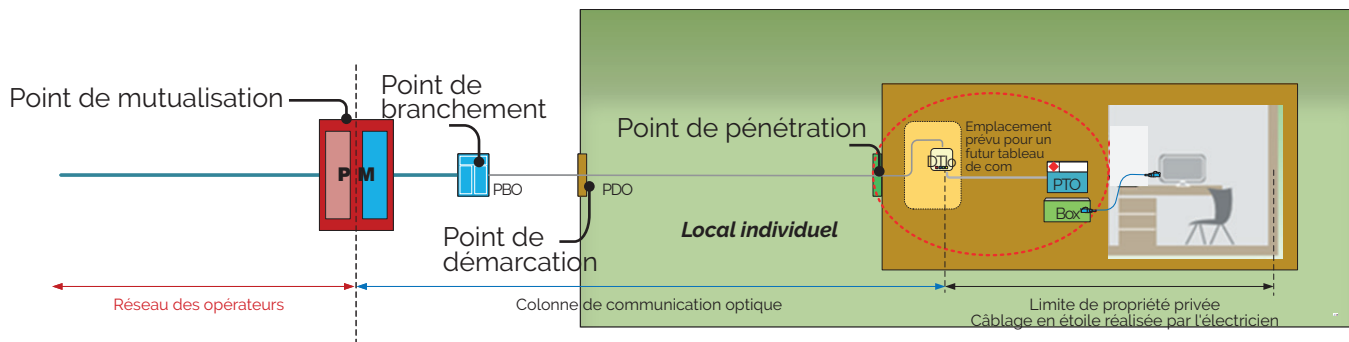 Point de mutualisation
Point de
branchement
Point de pénétration
Emplacement
prévu pour un
futur tableau
de com
DTIo
PM
PBO
PDO
PTO
Box
Local individuel
Point de
démarcation
Réseau des opérateurs
Colonne de communication optique
Limite de propriété privée
Câblage en étoile réalisée par l'électricien